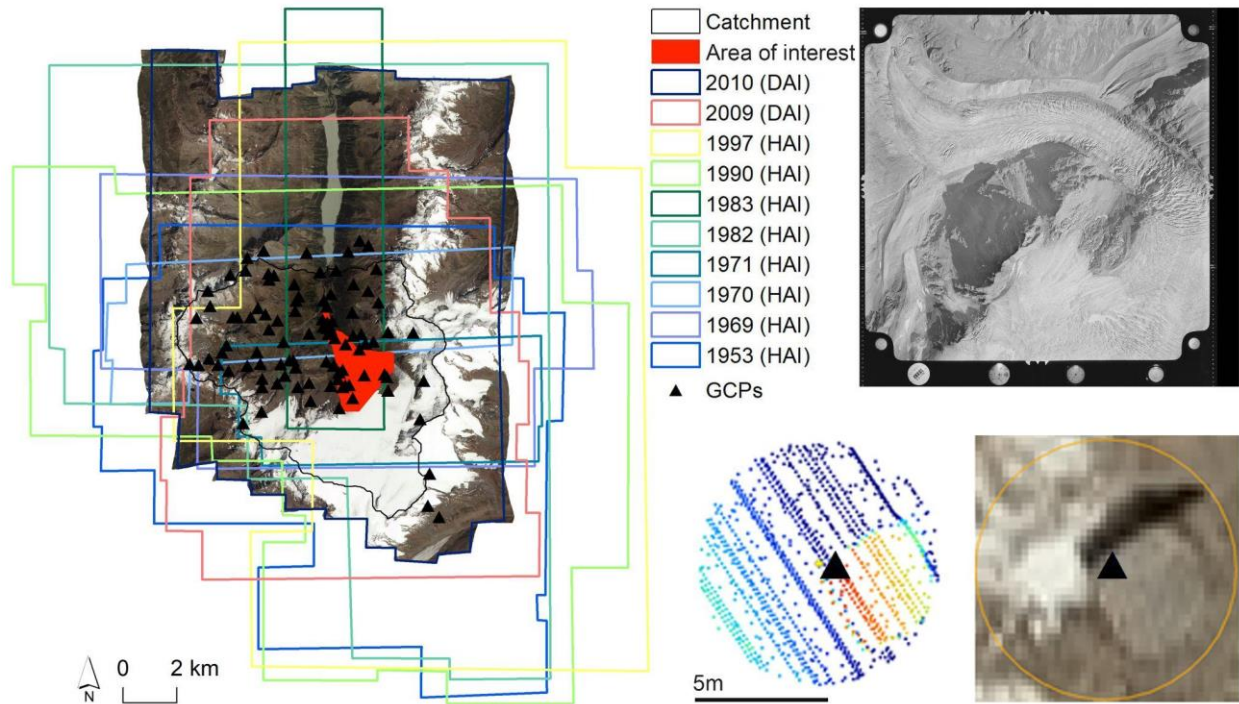 Catchment
Area of interest
2010 (DAI)
2009 (DAI)
1997 (HAI)
1990 (HAI)
1983 (HAI)
1982 (HAI)
1971 (HAI)
1970 (HAI)
1969 (HAI)
1953 (HAI)
GCPs
N
0 2 km
5m